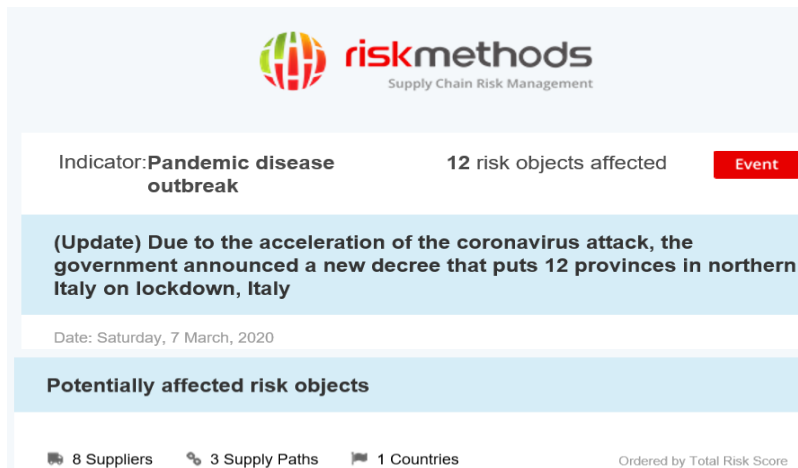 riskmethods
Supply Chain Risk Management
Indicator:Pandemic disease outbreak
12 risk objects affected
Event
(Update) Due to the acceleration of the coronavirus attack, the
government announced a new decree that puts 12 provinces in northern
Italy on lockdown, Italy
Date: Saturday, 7 March, 2020
Potentially affected risk objects
8 Suppliers 3 Supply Paths 1 Countries Ordered by Total Risk Score